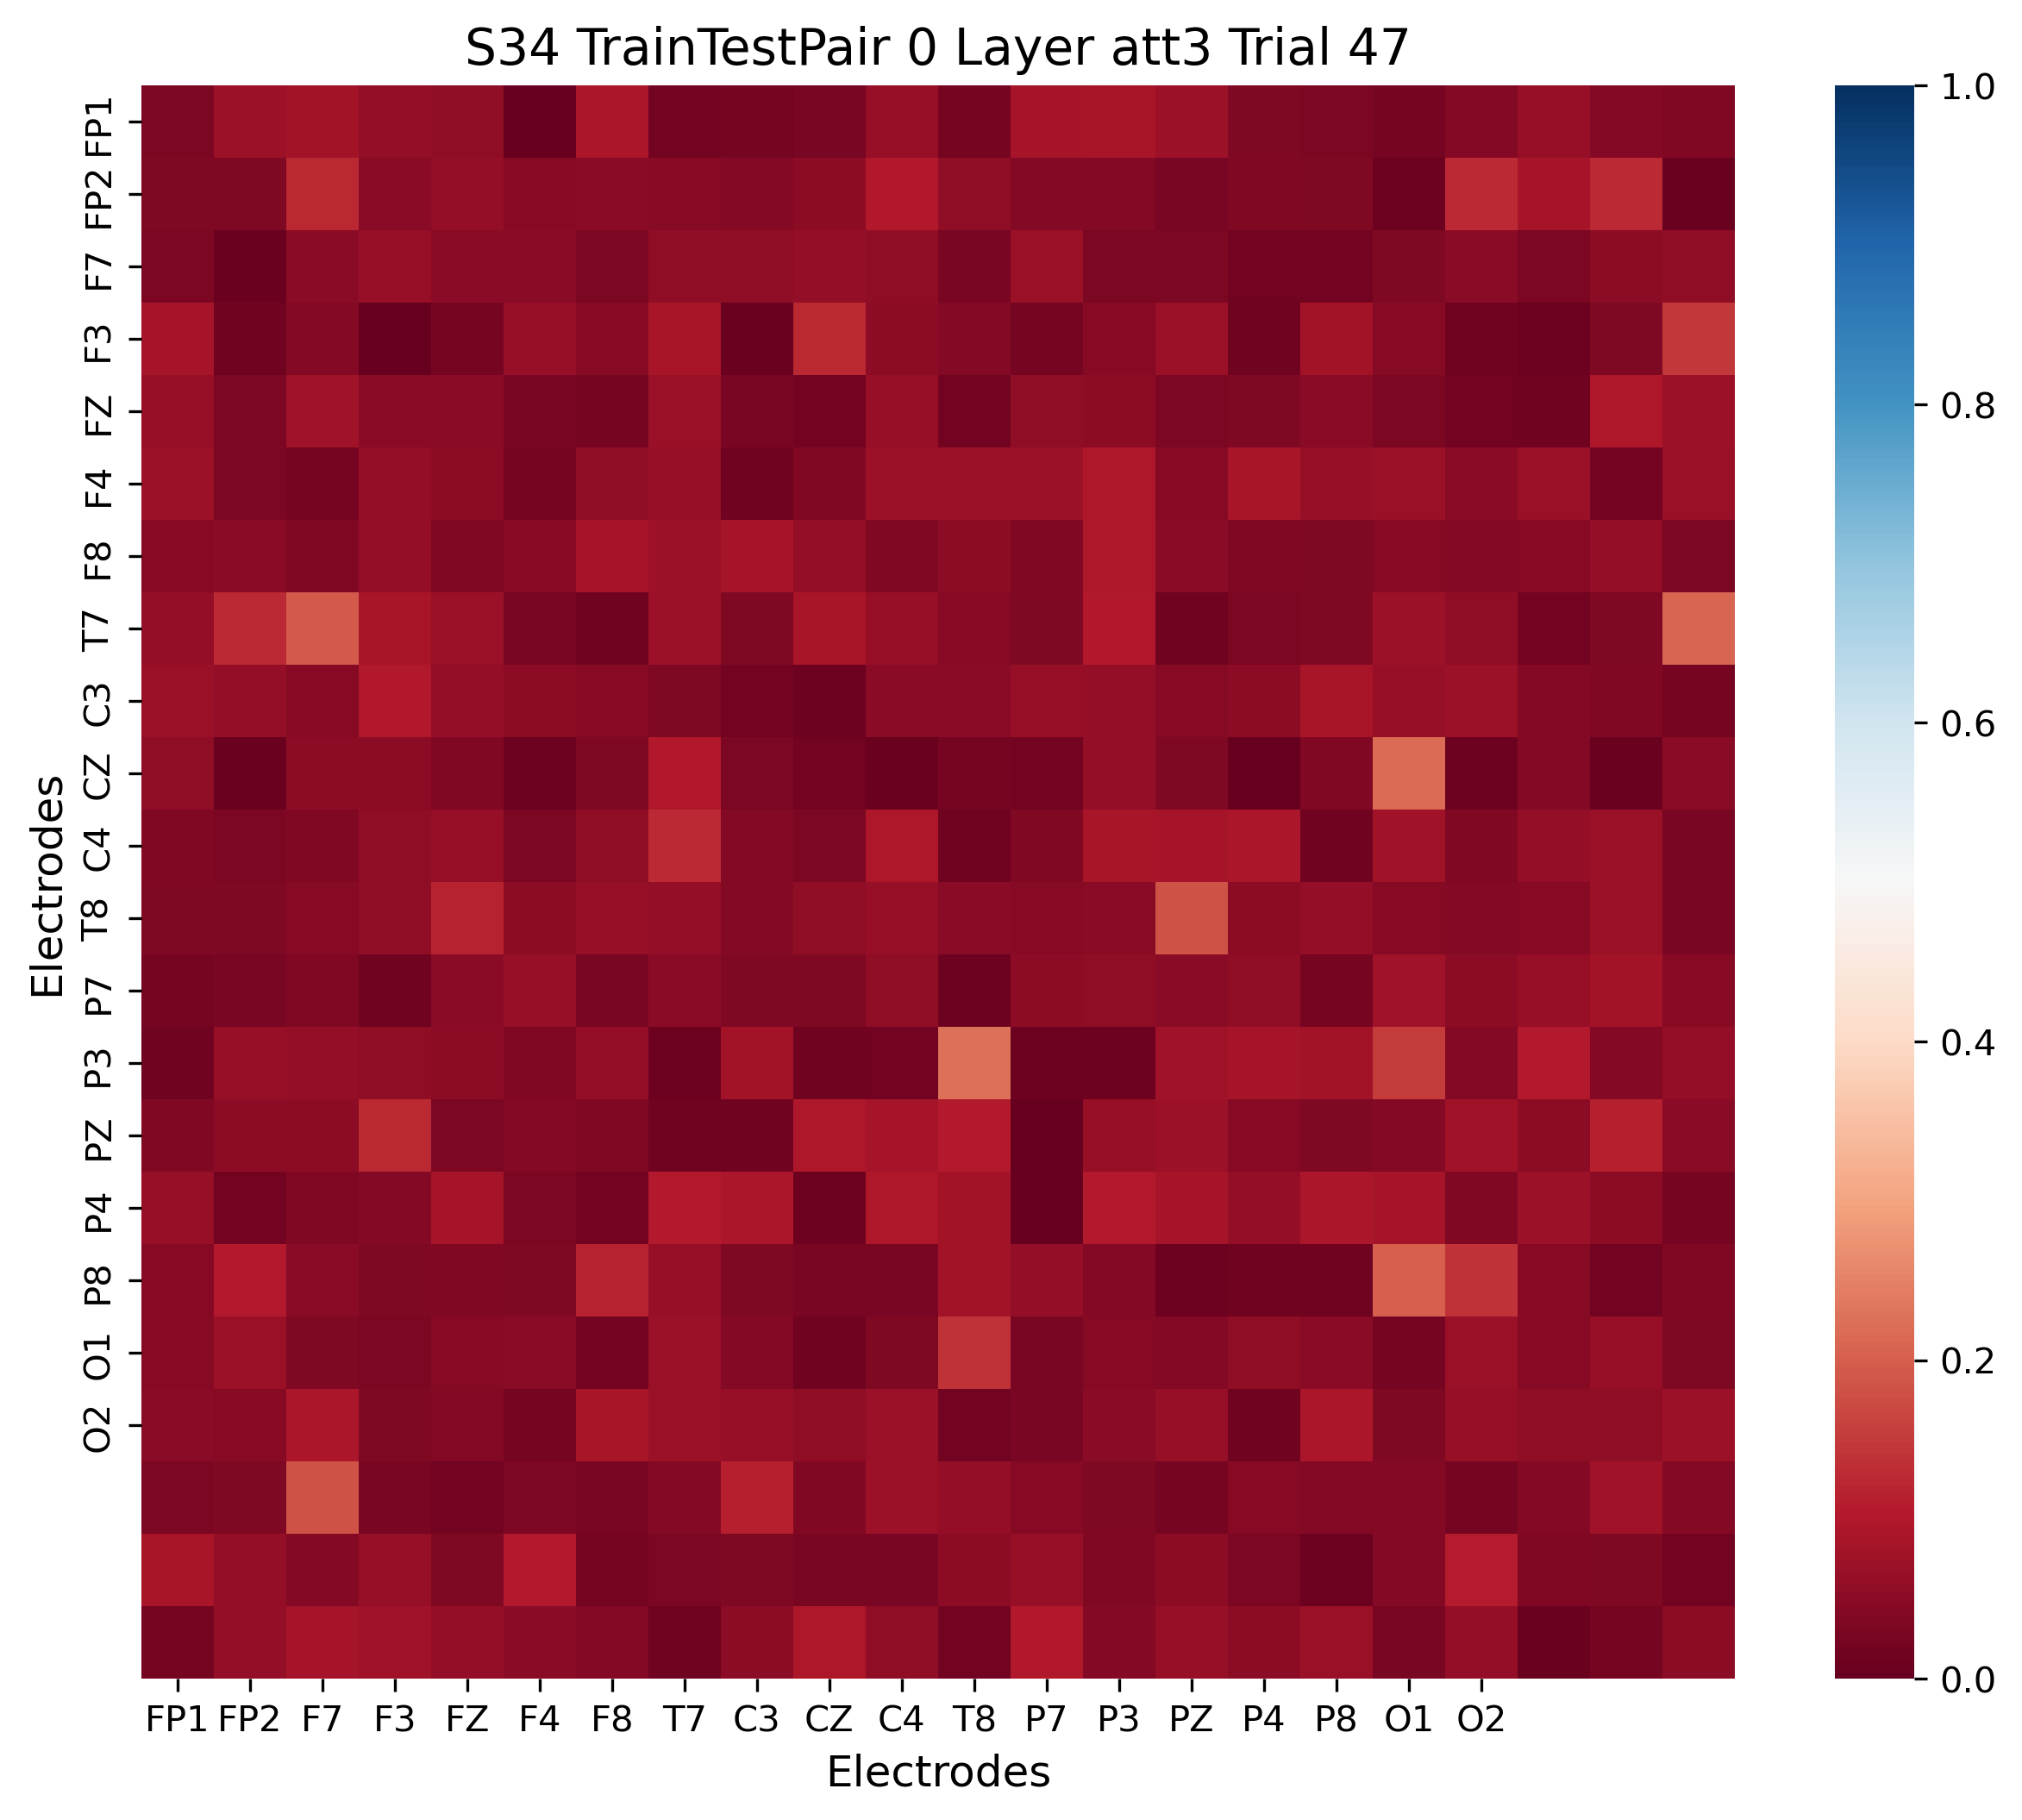 S34 TrainTestPair 0 Layer att3 Trial 47
Electrodes
FP1
FP2
F7
F3
FZ
F4
F8
T7
C3
CZ
C4
T8
P7
P3
PZ
P4
P8
O1
O2
FP1 FP2 F7 F3 FZ F4 F8 T7 C3 CZ C4 T8 P7 P3 PZ P4 P8 O1 O2
Electrodes
1.0
0.8
0.6
0.4
0.2
0.0